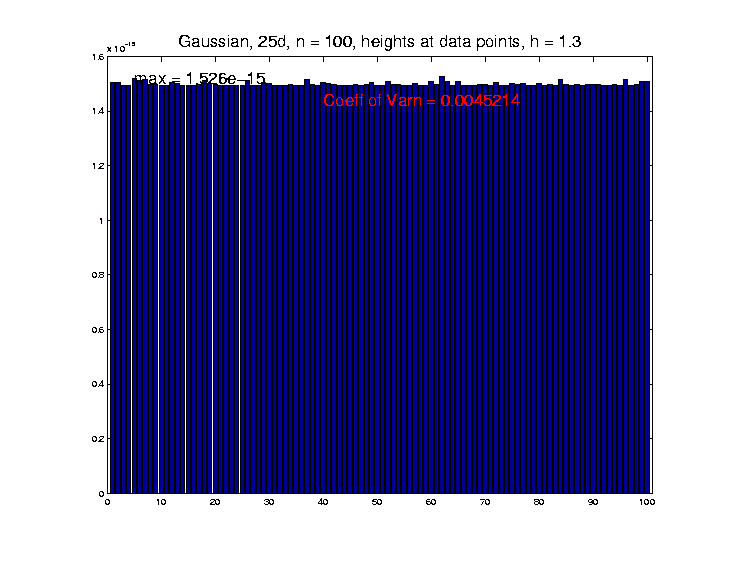 Gaussian, 25d, n = 100, heights at data points, h = 1.3
x 10⁻¹⁵
max = 1.526e−15
Coeff of Varn = 0.0045214
1.6
1.4
1.2
1
0.8
0.6
0.4
0.2
0
0 10 20 30 40 50 60 70 80 90 100